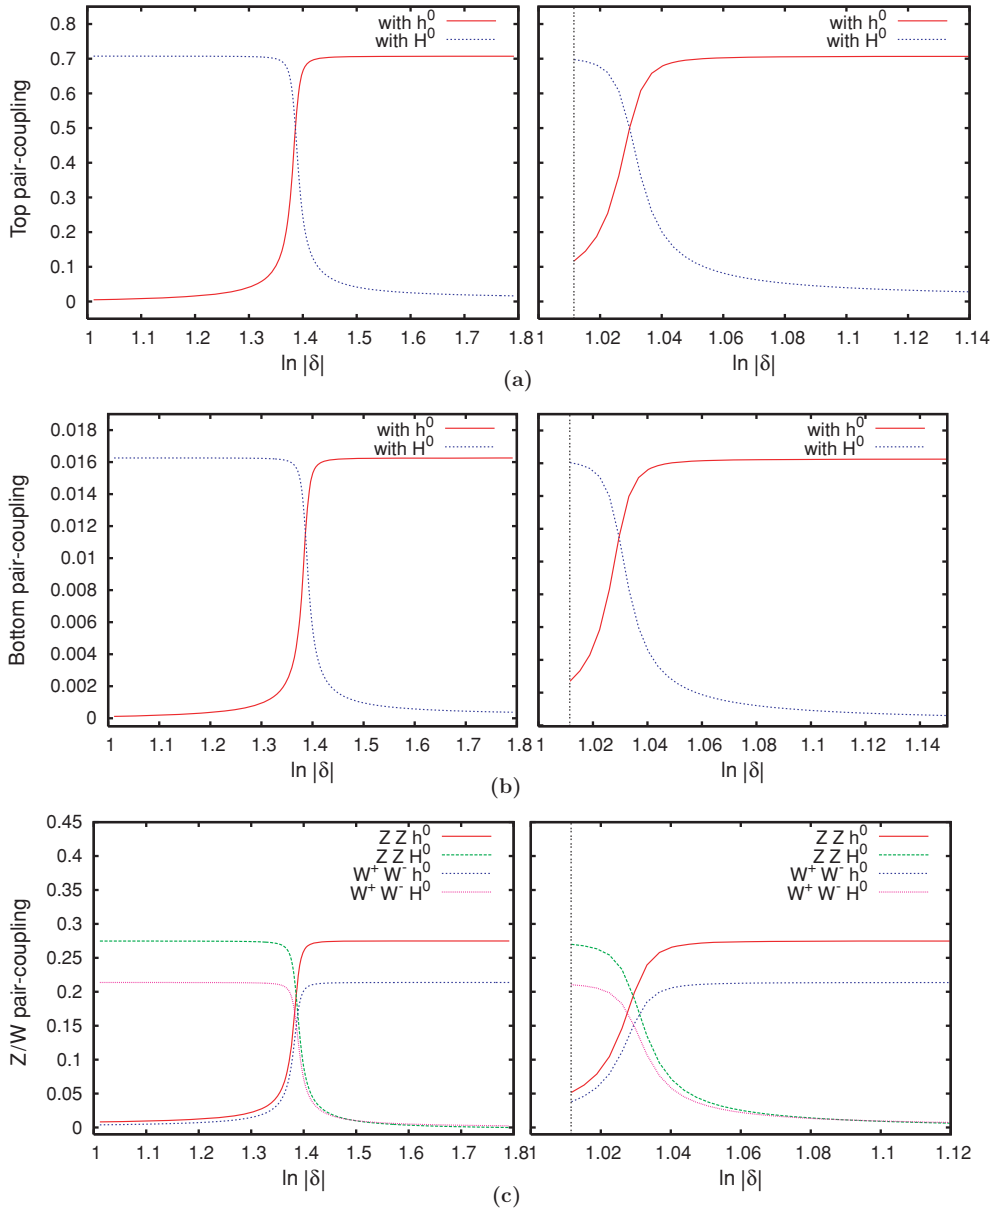 0.8
0.7
0.6
0.5
0.4
0.3
0.2
0.1
0
Top pair-coupling
with h⁰
with H⁰
1 1.1 1.2 1.3 1.4 1.5 1.6 1.7 1.8
ln |δ|
with h⁰
with H⁰
1 1.02 1.04 1.06 1.08 1.1 1.12 1.14
ln |δ|
(a)
0.018
0.016
0.014
0.012
0.01
0.008
0.006
0.004
0.002
0
Bottom pair-coupling
with h⁰
with H⁰
1 1.1 1.2 1.3 1.4 1.5 1.6 1.7 1.8
ln |δ|
with h⁰
with H⁰
1 1.02 1.04 1.06 1.08 1.1 1.12 1.14
ln |δ|
(b)
0.45
0.4
0.35
0.3
0.25
0.2
0.15
0.1
0.05
0
Z/W pair-coupling
Z Z h⁰
Z Z H⁰
W⁺ W⁻ h⁰
W⁺ W⁻ H⁰
1 1.1 1.2 1.3 1.4 1.5 1.6 1.7 1.8
ln |δ|
Z Z h⁰
Z Z H⁰
W⁺ W⁻ h⁰
W⁺ W⁻ H⁰
1 1.02 1.04 1.06 1.08 1.1 1.12
ln |δ|
(c)